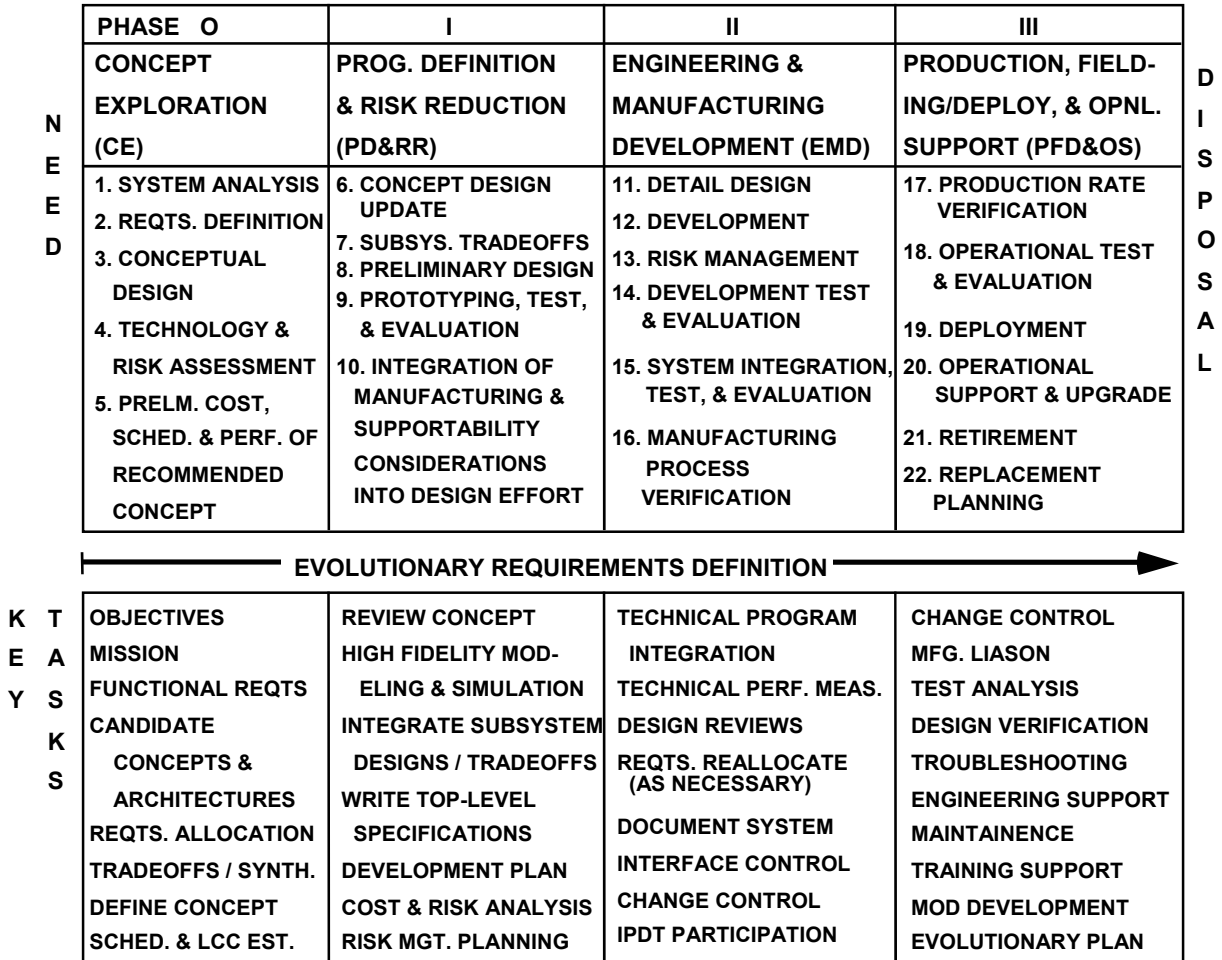 PHASE O
I
II
III
CONCEPT
EXPLORATION
(CE)
PROG. DEFINITION
& RISK REDUCTION
(PD&RR)
ENGINEERING &
MANUFACTURING
DEVELOPMENT (EMD)
PRODUCTION, FIELD-
ING/DEPLOY, & OPNL.
SUPPORT (PFD&OS)
NEED
1. SYSTEM ANALYSIS
2. REQTS. DEFINITION
3. CONCEPTUAL
DESIGN
4. TECHNOLOGY &
RISK ASSESSMENT
5. PRELM. COST,
SCHED. & PERF. OF
RECOMMENDED
CONCEPT
6. CONCEPT DESIGN
UPDATE
7. SUBSYS. TRADEOFFS
8. PRELIMINARY DESIGN
9. PROTOTYPING, TEST,
& EVALUATION
10. INTEGRATION OF
MANUFACTURING &
SUPPORTABILITY
CONSIDERATIONS
INTO DESIGN EFFORT
11. DETAIL DESIGN
12. DEVELOPMENT
13. RISK MANAGEMENT
14. DEVELOPMENT TEST
& EVALUATION
15. SYSTEM INTEGRATION,
TEST, & EVALUATION
16. MANUFACTURING
PROCESS
VERIFICATION
17. PRODUCTION RATE
VERIFICATION
18. OPERATIONAL TEST
& EVALUATION
19. DEPLOYMENT
20. OPERATIONAL
SUPPORT & UPGRADE
21. RETIREMENT
22. REPLACEMENT
PLANNING
DISPOSAL
EVOLUTIONARY REQUIREMENTS DEFINITION
KEY
TASKS
OBJECTIVES
MISSION
FUNCTIONAL REQTS
CANDIDATE
CONCEPTS &
ARCHITECTURES
REQTS. ALLOCATION
TRADEOFFS / SYNTH.
DEFINE CONCEPT
SCHED. & LCC EST.
REVIEW CONCEPT
HIGH FIDELITY MOD-
ELING & SIMULATION
INTEGRATE SUBSYSTEM
DESIGNS / TRADEOFFS
WRITE TOP-LEVEL
SPECIFICATIONS
DEVELOPMENT PLAN
COST & RISK ANALYSIS
RISK MGT. PLANNING
TECHNICAL PROGRAM
INTEGRATION
TECHNICAL PERF. MEAS.
DESIGN REVIEWS
REQTS. REALLOCATE
(AS NECESSARY)
DOCUMENT SYSTEM
INTERFACE CONTROL
CHANGE CONTROL
IPDT PARTICIPATION
CHANGE CONTROL
MFG. LIASON
TEST ANALYSIS
DESIGN VERIFICATION
TROUBLESHOOTING
ENGINEERING SUPPORT
MAINTAINENCE
TRAINING SUPPORT
MOD DEVELOPMENT
EVOLUTIONARY PLAN